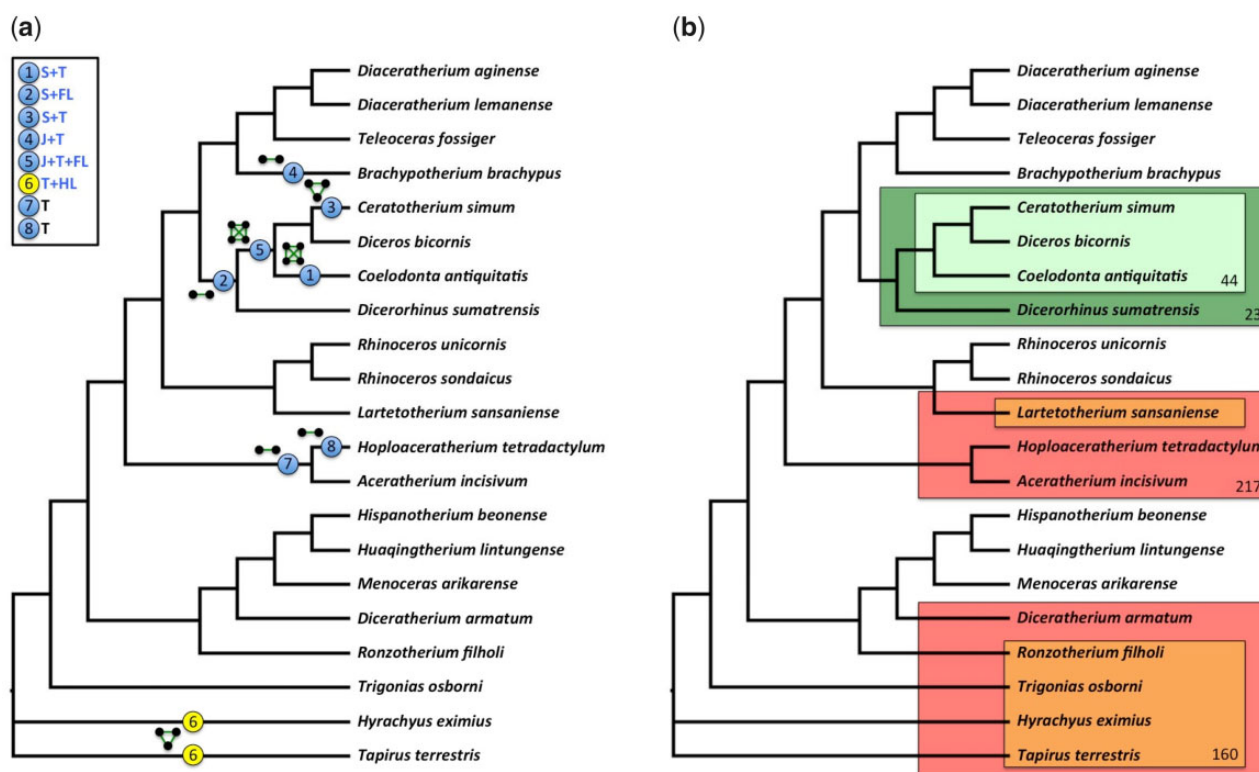 (a)
1 S+T
2 S+FL
3 S+T
4 J+T
5 J+T+FL
6 T+HL
7 T
8 T
Diaceratherium aginense
Diaceratherium lemanense
Teleoceras fossiger
4 Brachypotherium brachypus
3 Ceratotherium simum
5 Diceros bicornis
2 1 Coelodonta antiquitatis
Dicerorhinus sumatrensis
Rhinoceros unicornis
Rhinoceros sondaicus
Lartetotherium sansaniense
8 Hoploaceratherium tetradactylum
7 Aceratherium incisivum
Hispanotherium beonense
Huaqingtherium lintungense
Menoceras arikarense
Diceratherium armatum
Ronzotherium filholi
Trigonias osborni
6 Hyrachyus eximius
6 Tapirus terrestris
(b)
Diaceratherium aginense
Diaceratherium lemanense
Teleoceras fossiger
Brachypotherium brachypus
Ceratotherium simum
Diceros bicornis
Coelodonta antiquitatis 44
Dicerorhinus sumatrensis 23
Rhinoceros unicornis
Rhinoceros sondaicus
Lartetotherium sansaniense
Hoploaceratherium tetradactylum
Aceratherium incisivum 217
Hispanotherium beonense
Huaqingtherium lintungense
Menoceras arikarense
Diceratherium armatum
Ronzotherium filholi
Trigonias osborni
Hyrachyus eximius
Tapirus terrestris 160